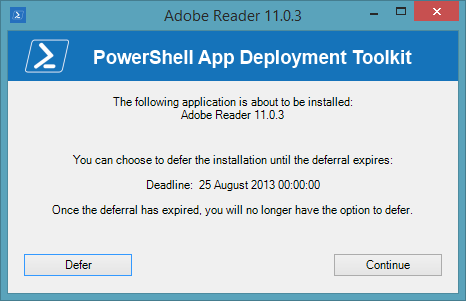 Adobe Reader 11.0.3
PowerShell App Deployment Toolkit
The following application is about to be installed:
Adobe Reader 11.0.3
You can choose to defer the installation until the deferral expires:
Deadline: 25 August 2013 00:00:00
Once the deferral has expired, you will no longer have the option to defer.
Defer
Continue